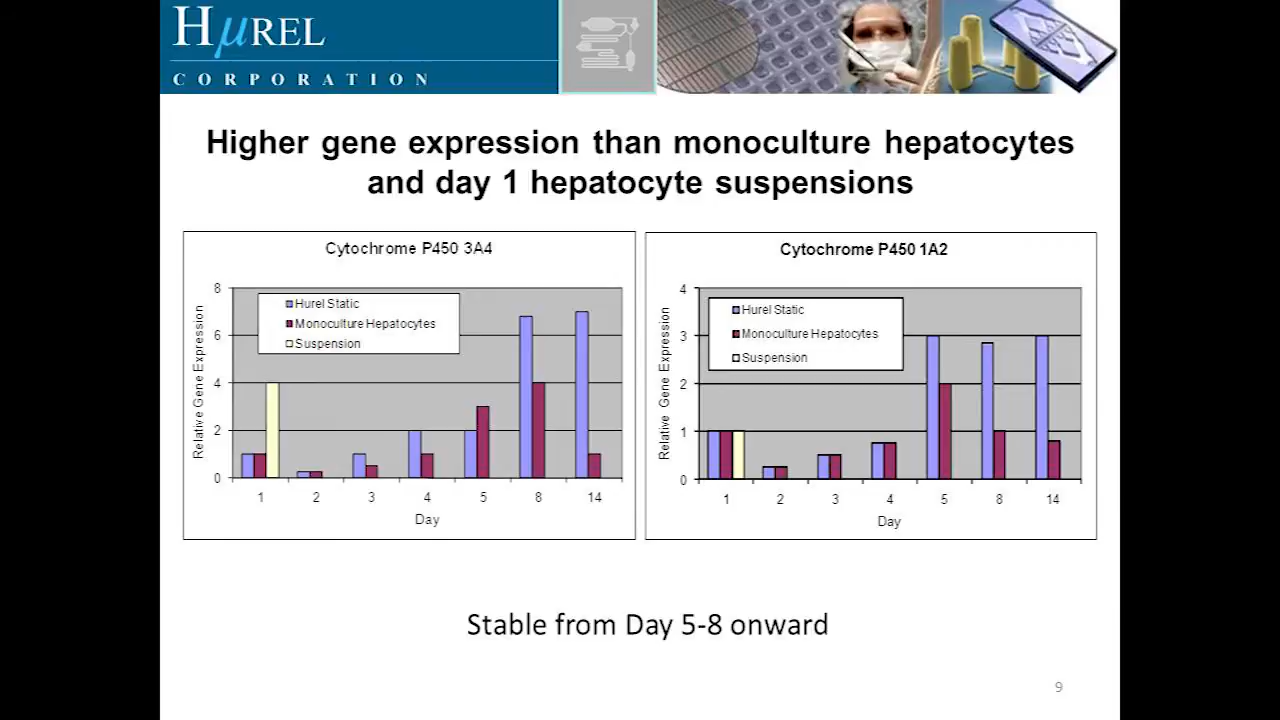 HµREL
CORPORATION
Higher gene expression than monoculture hepatocytes
and day 1 hepatocyte suspensions
Cytochrome P450 3A4
Relative Gene Expression
8
6
4
2
0
Hurel Static
Monoculture Hepatocytes
Suspension
1 2 3 4 5 8 14
Day
Cytochrome P450 1A2
Relative Gene Expression
4
3
2
1
0
Hurel Static
Monoculture Hepatocytes
Suspension
1 2 3 4 5 8 14
Day
Stable from Day 5-8 onward
9